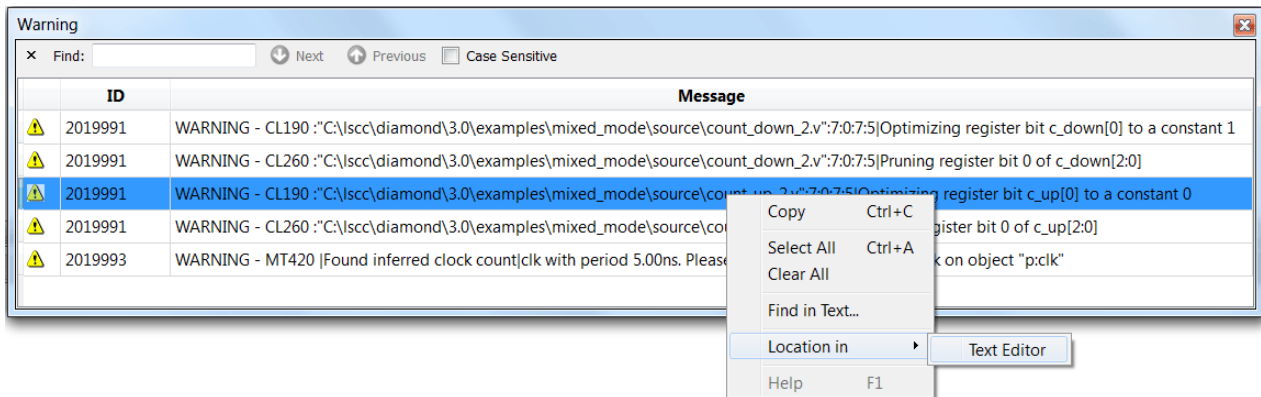 Warning
× Find: Next Previous Case Sensitive
ID Message
2019991 WARNING - CL190 :"C:\lscc\diamond\3.0\examples\mixed_mode\source\count_down_2.v":7:0:7:5|Optimizing register bit c_down[0] to a constant 1
2019991 WARNING - CL260 :"C:\lscc\diamond\3.0\examples\mixed_mode\source\count_down_2.v":7:0:7:5|Pruning register bit 0 of c_down[2:0]
2019991 WARNING - CL190 :"C:\lscc\diamond\3.0\examples\mixed_mode\source\count_up_2.v":7:0:7:5|Optimizing register bit c_up[0] to a constant 0
2019991 WARNING - CL260 :"C:\lscc\diamond\3.0\examples\mixed_mode\source\cou gister bit 0 of c_up[2:0]
2019993 WARNING - MT420 |Found inferred clock count|clk with period 5.00ns. Pleas k on object "p:clk"
Copy Ctrl+C
Select All Ctrl+A
Clear All
Find in Text...
Location in
Text Editor
Help F1